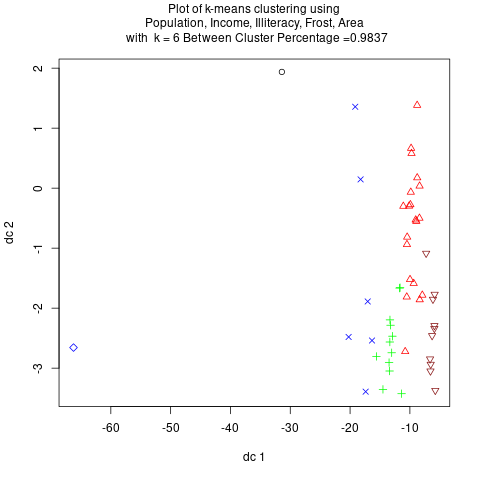 Plot of k-means clustering using
Population, Income, Illiteracy, Frost, Area
with k = 6 Between Cluster Percentage =0.9837
2
1
0
-1
-2
-3
dc 2
-60 -50 -40 -30 -20 -10
dc 1